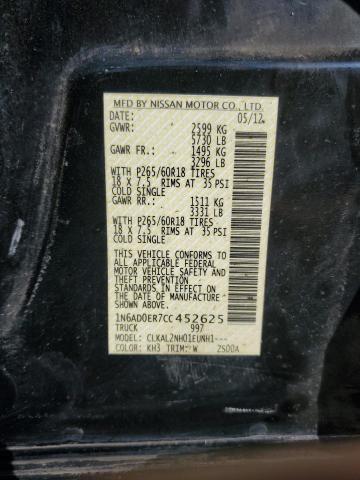 MFD BY NISSAN MOTOR CO., LTD.
DATE: 05/12
GVWR: 2599 KG
5730 LB
GAWR FR.: 1495 KG
3296 LB
WITH P265/60R18 TIRES
18 X 7.5 RIMS AT 35 PSI
COLD SINGLE
GAWR RR.: 1511 KG
3331 LB
WITH P265/60R18 TIRES
18 X 7.5 RIMS AT 35 PSI
COLD SINGLE
THIS VEHICLE CONFORMS TO
ALL APPLICABLE FEDERAL
MOTOR VEHICLE SAFETY AND
THEFT PREVENTION
STANDARDS IN EFFECT ON
THE DATE OF MANUFACTURE
SHOWN ABOVE.
1N6AD0ER7CC452625
TRUCK 997
MODEL: CLKAL2NH01EUNH1---
COLOR: KH3 TRIM: W 2S00A